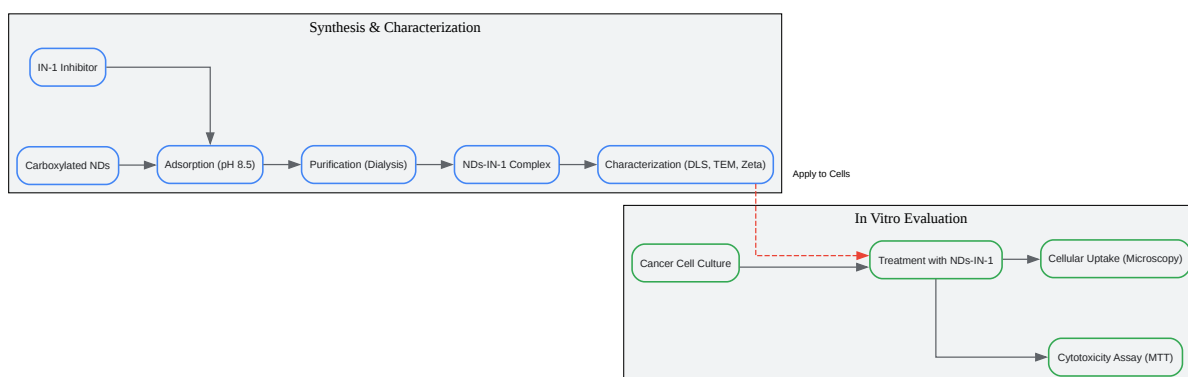 Synthesis & Characterization
IN-1 Inhibitor
Carboxylated NDs
Adsorption (pH 8.5)
Purification (Dialysis)
NDs-IN-1 Complex
Characterization (DLS, TEM, Zeta)
Apply to Cells
In Vitro Evaluation
Cancer Cell Culture
Treatment with NDs-IN-1
Cellular Uptake (Microscopy)
Cytotoxicity Assay (MTT)